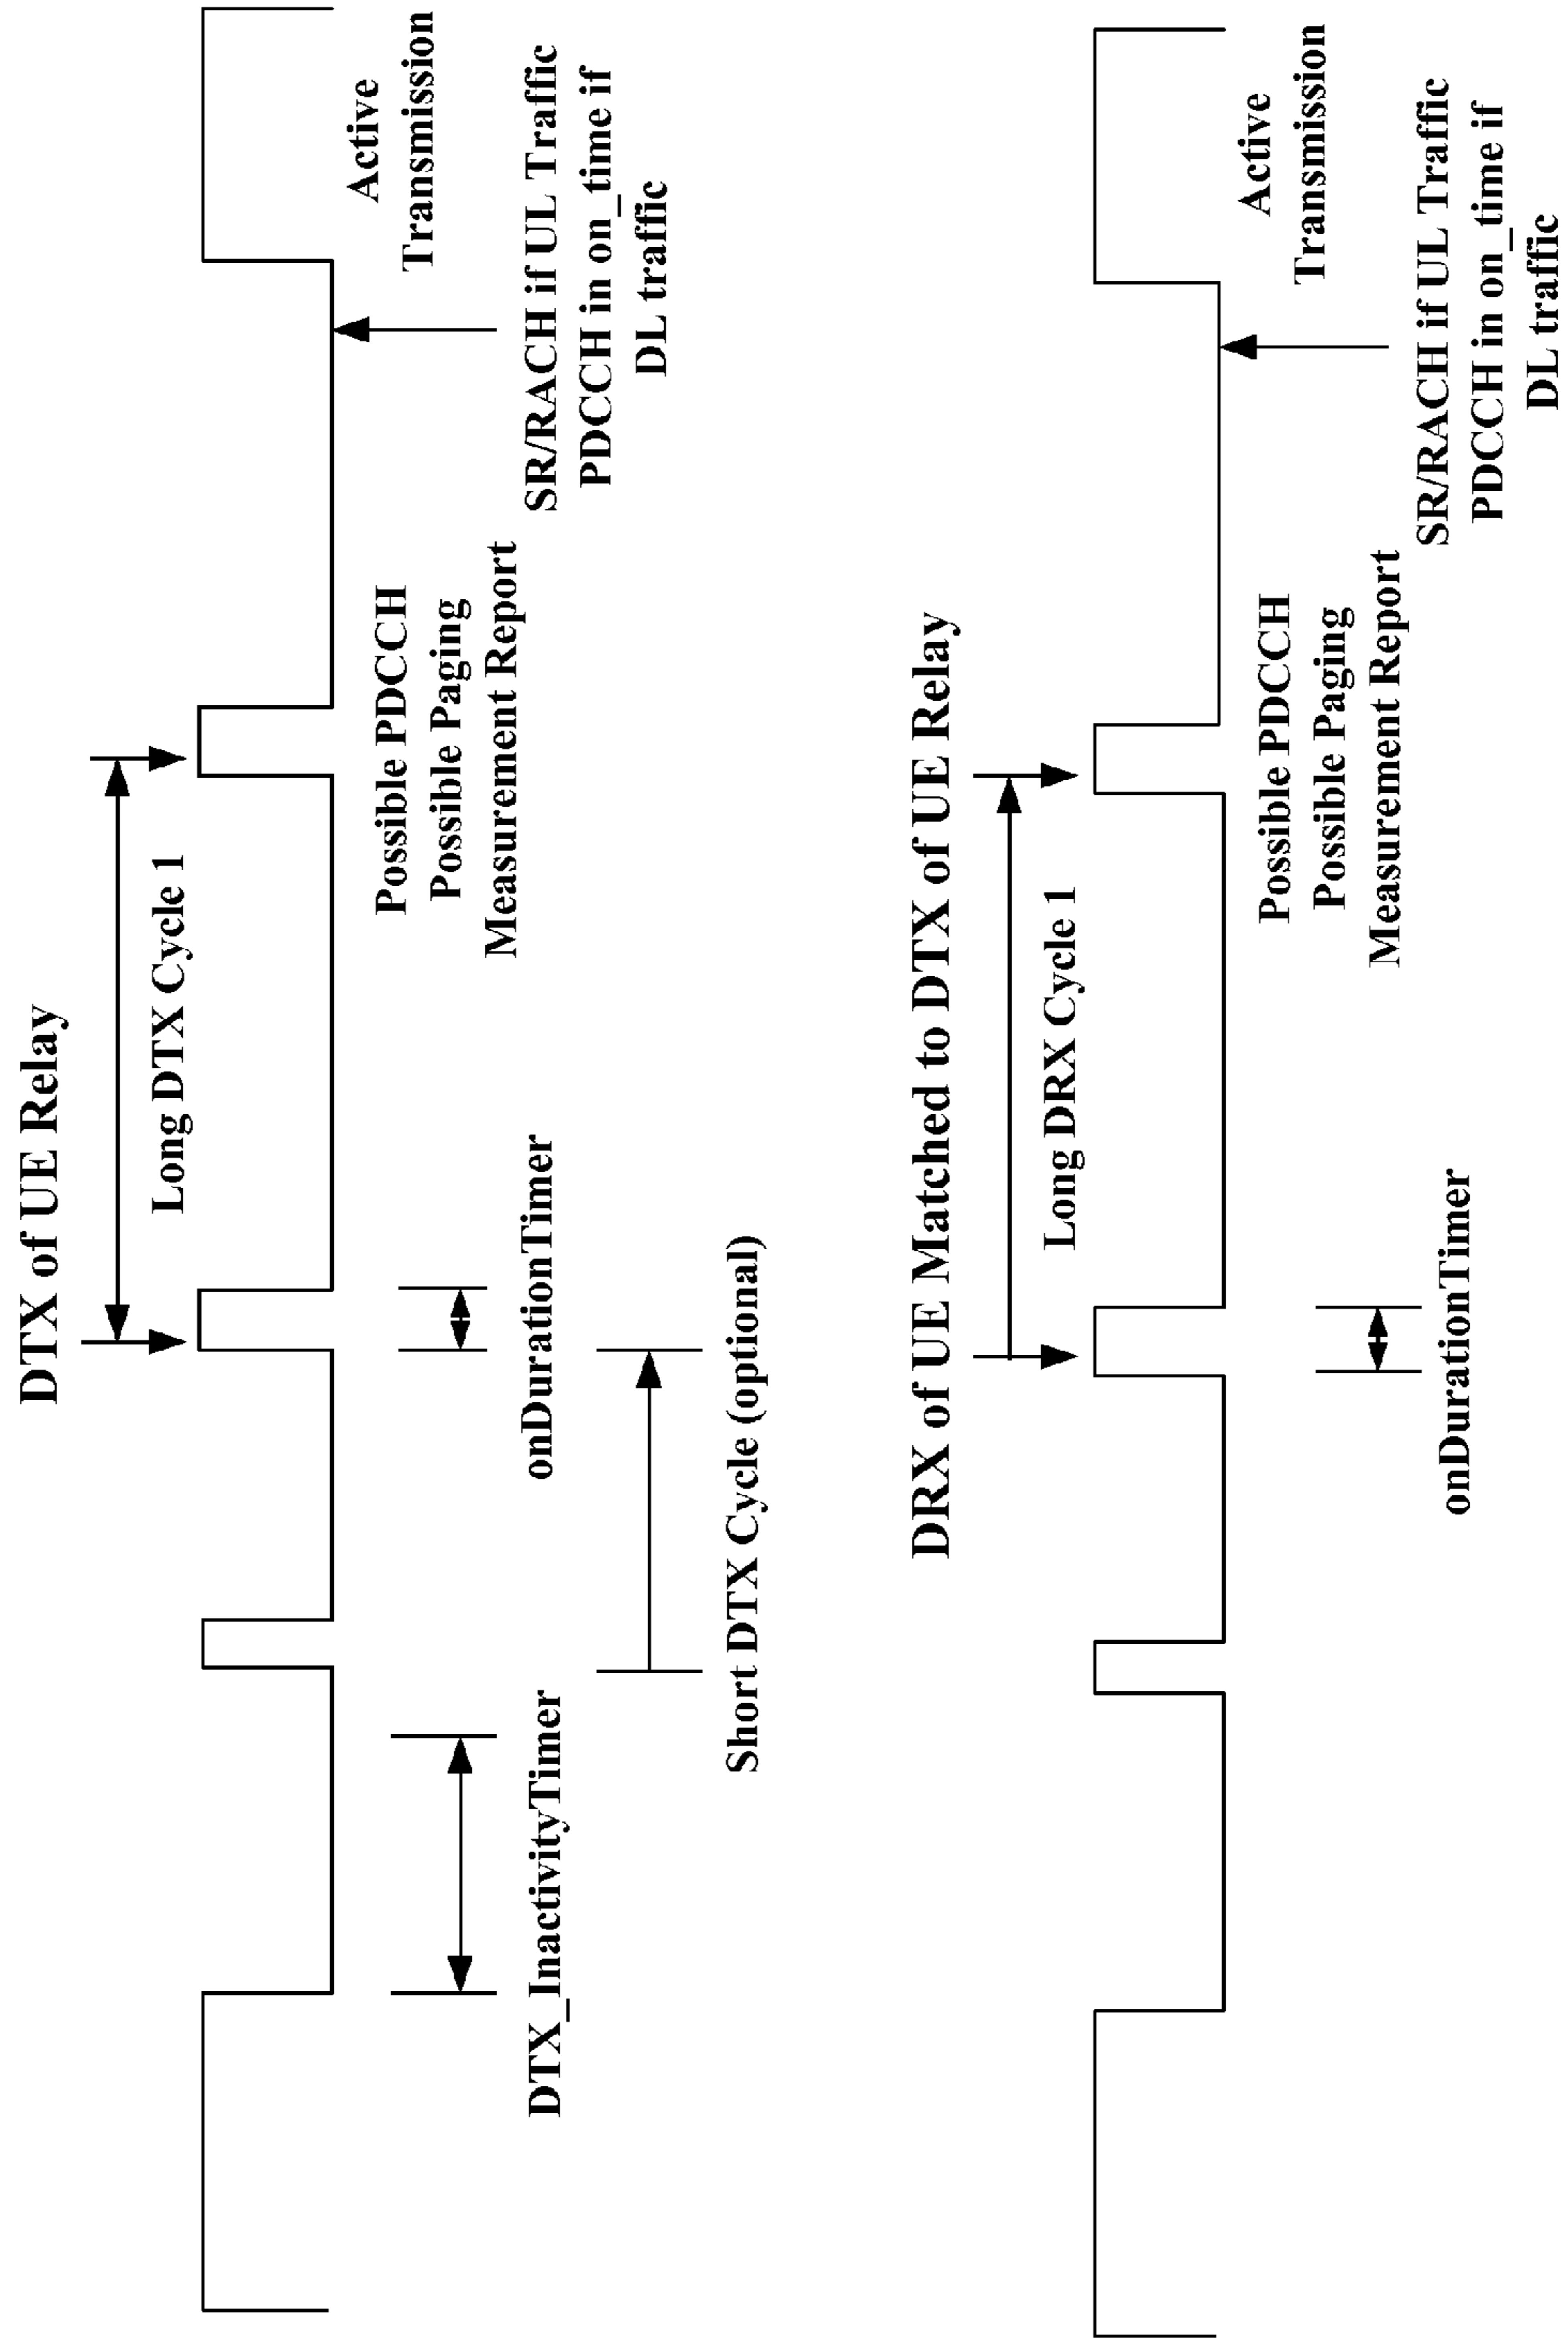 DTX of UE Relay
Long DTX Cycle 1
Active
Transmission
Possible PDCCH
Possible Paging
Measurement Report
SR/RACH if UL Traffic
PDCCH in on_time if
DL traffic
onDurationTimer
DTX_InactivityTimer
Short DTX Cycle (optional)
DRX of UE Matched to DTX of UE Relay
Long DRX Cycle 1
Active
Transmission
Possible PDCCH
Possible Paging
Measurement Report
SR/RACH if UL Traffic
PDCCH in on_time if
DL traffic
onDurationTimer